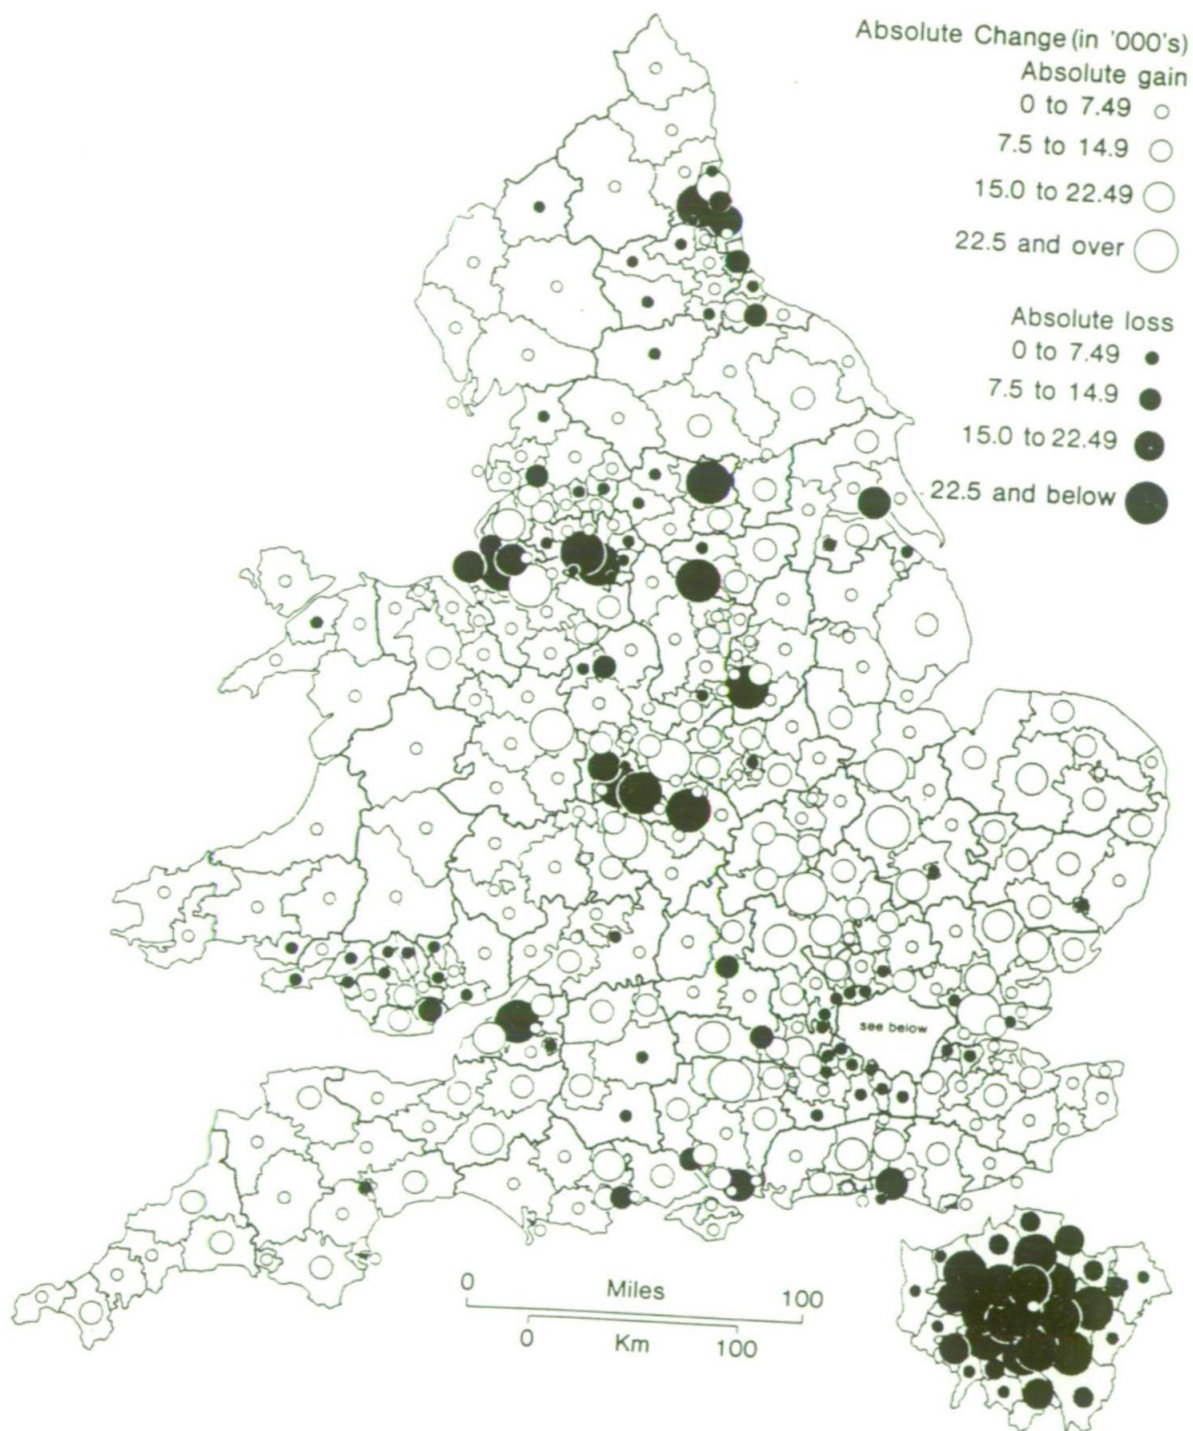 Absolute Change (in '000's)
Absolute gain
0 to 7.49
7.5 to 14.9
15.0 to 22.49
22.5 and over
Absolute loss
0 to 7.49
7.5 to 14.9
15.0 to 22.49
22.5 and below
see below
0 Miles 100
0 Km 100